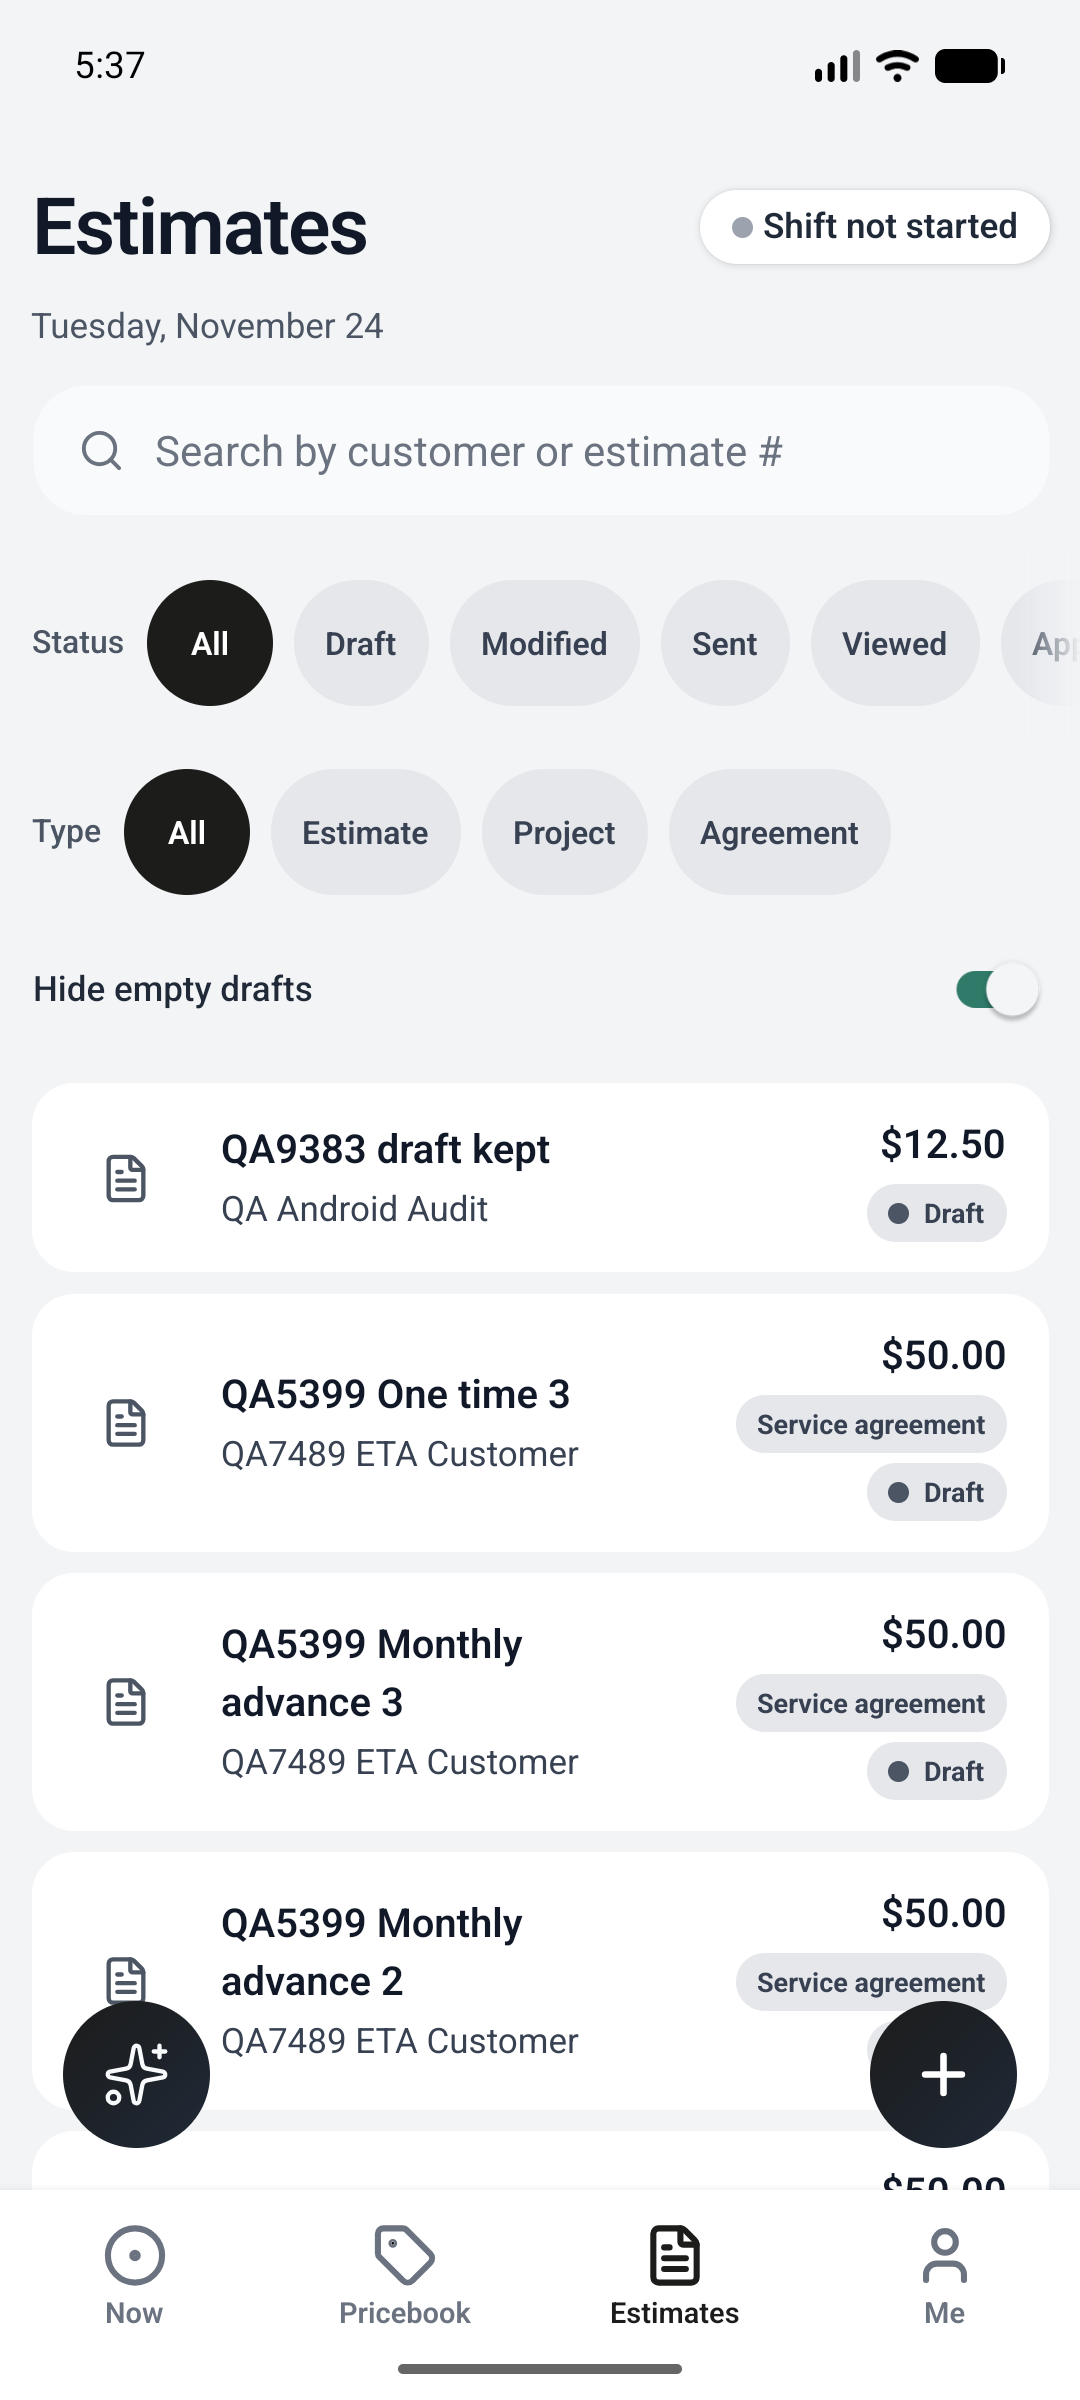 5:37
Estimates
Shift not started
Tuesday, November 24
Search by customer or estimate #
Status
All
Draft
Modified
Sent
Viewed
Type
All
Estimate
Project
Agreement
Hide empty drafts
QA9383 draft kept
QA Android Audit
$12.50
Draft
QA5399 One time 3
QA7489 ETA Customer
$50.00
Service agreement
Draft
QA5399 Monthly
advance 3
QA7489 ETA Customer
$50.00
Service agreement
Draft
QA5399 Monthly
advance 2
QA7489 ETA Customer
$50.00
Service agreement
$50.00
Now
Pricebook
Estimates
Me